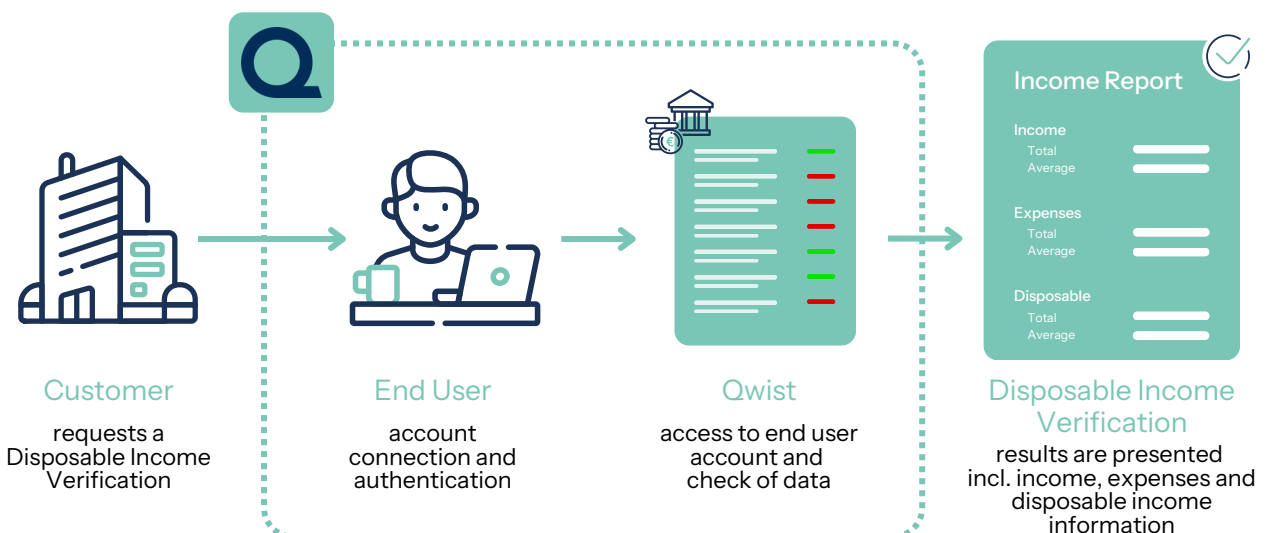 Income Report
Income
Total
Average
Expenses
Total
Average
Disposable
Total
Average
Customer
requests a
Disposable Income
Verification
End User
account
connection and
authentication
Qwist
access to end user
account and
check of data
Disposable Income
Verification
results are presented
incl. income, expenses and
disposable income
information